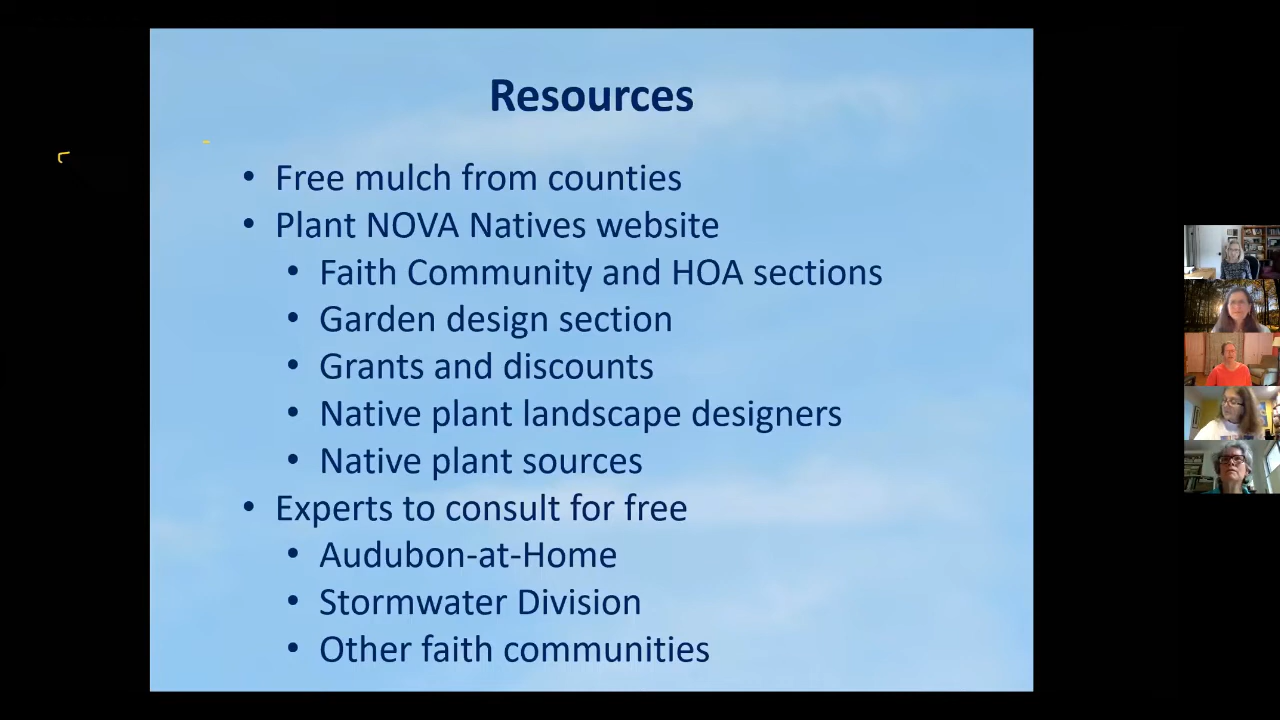 Resources
• Free mulch from counties
• Plant NOVA Natives website
• Faith Community and HOA sections
• Garden design section
• Grants and discounts
• Native plant landscape designers
• Native plant sources
• Experts to consult for free
• Audubon-at-Home
• Stormwater Division
• Other faith communities